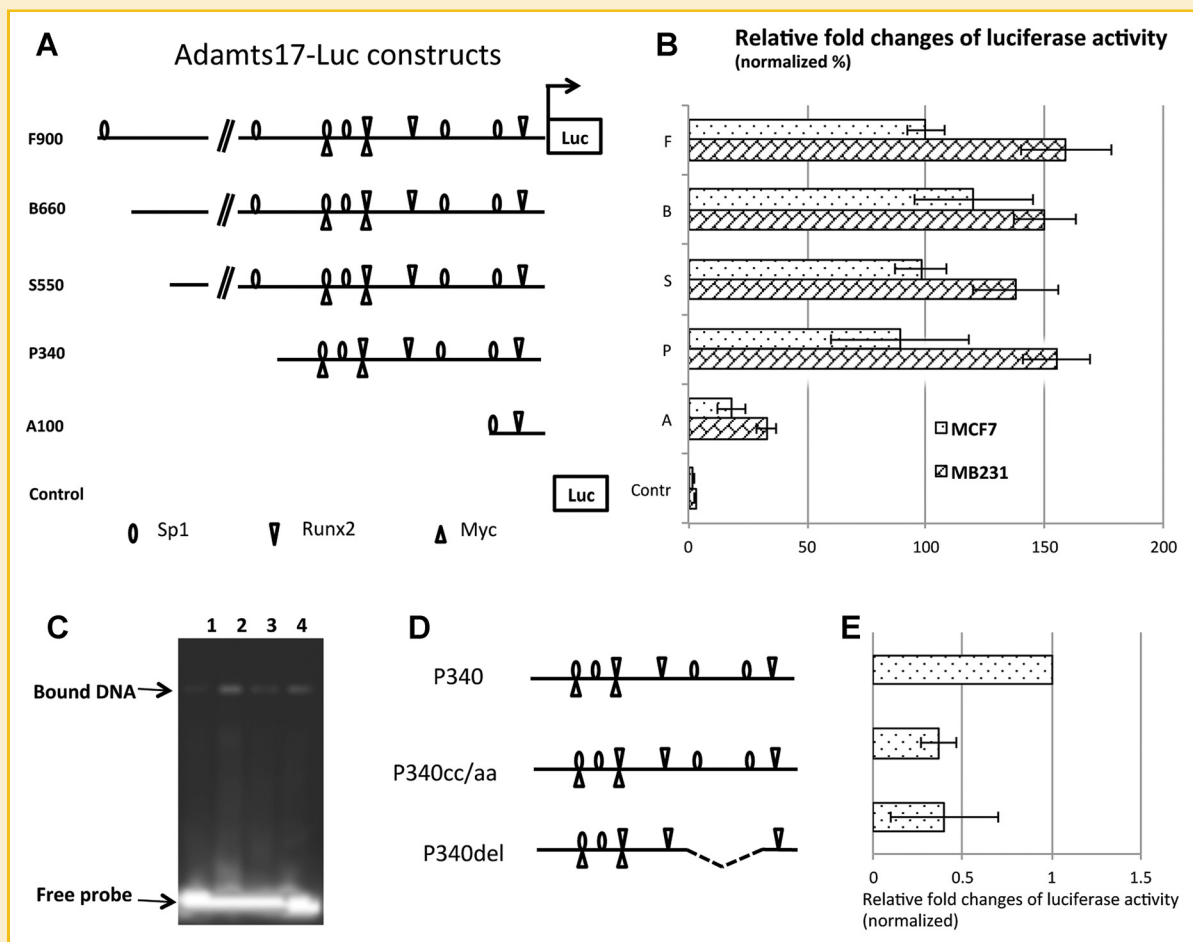 A
Adamts17-Luc constructs
F900
Luc
B660
S550
P340
A100
Control
Luc
Sp1
Runx2
Myc
B
Relative fold changes of luciferase activity
(normalized %)
F
B
S
P
A
Contr
MCF7
MB231
0
50
100
150
200
C
1 2 3 4
Bound DNA
Free probe
D
P340
P340cc/aa
P340del
E
0
0.5
1
1.5
Relative fold changes of luciferase activity
(normalized)